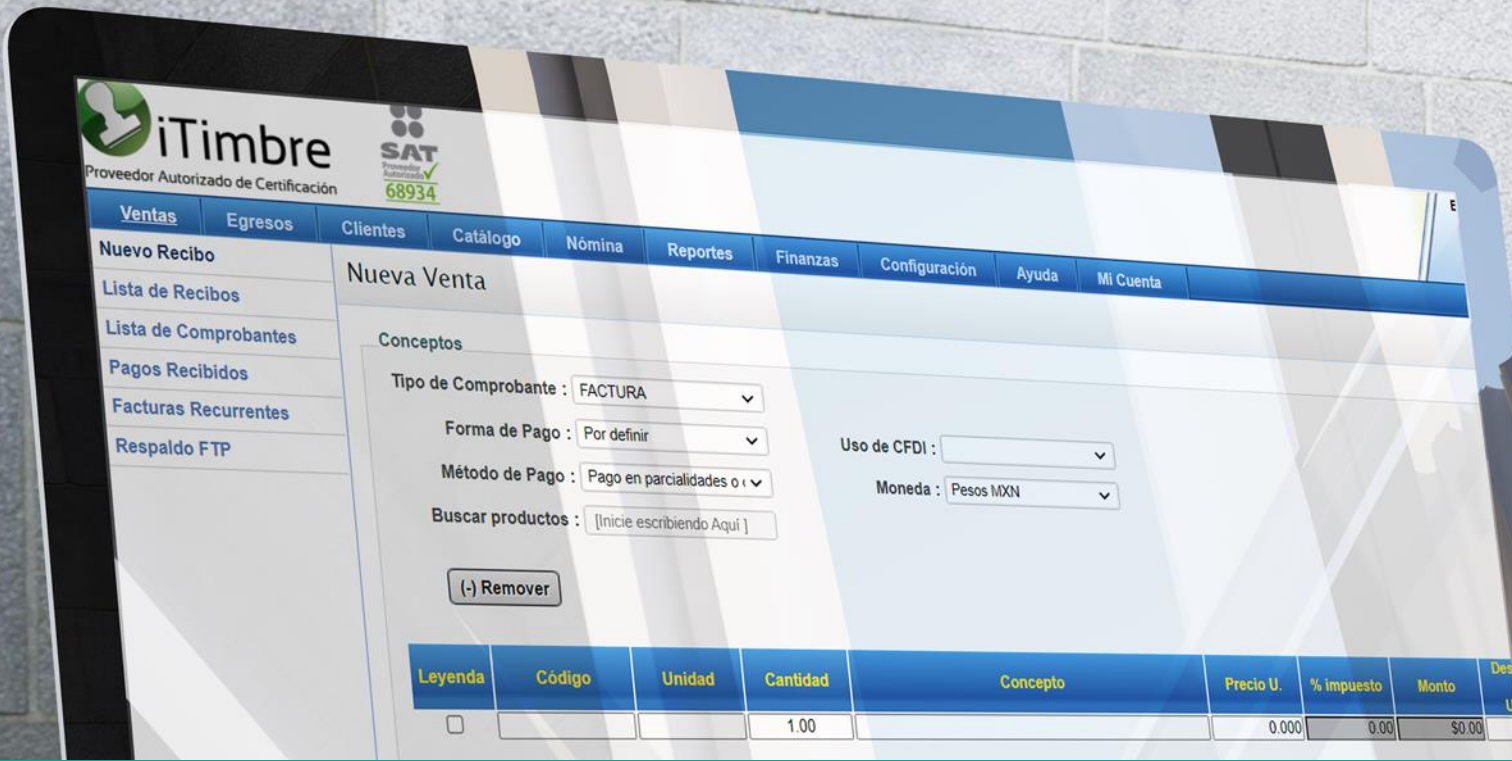 iTimbre
Proveedor Autorizado de Certificación
SAT
Proveedor
Autorizado
68934
E
Ventas Egresos Clientes Catálogo Nómina Reportes Finanzas Configuración Ayuda Mi Cuenta
Nuevo Recibo
Lista de Recibos
Lista de Comprobantes
Pagos Recibidos
Facturas Recurrentes
Respaldo FTP
Nueva Venta
Conceptos
Tipo de Comprobante : FACTURA
Forma de Pago : Por definir
Uso de CFDI :
Método de Pago : Pago en parcialidades o
Moneda : Pesos MXN
Buscar productos : [Inicie escribiendo Aquí ]
(-) Remover
Leyenda Código Unidad Cantidad Concepto Precio U. % impuesto Monto Des
1.00 0.000 0.00 $0.00